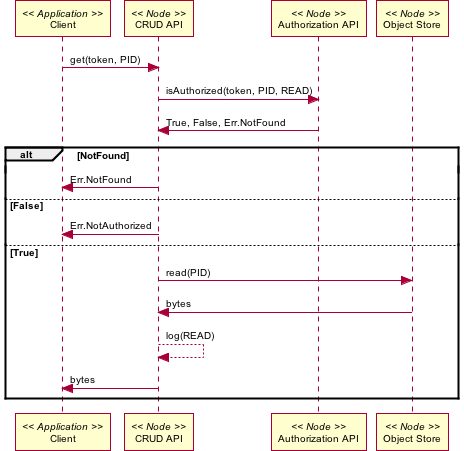 << Application >>
Client
<< Node >>
CRUD API
<< Node >>
Authorization API
<< Node >>
Object Store
get(token, PID)
isAuthorized(token, PID, READ)
True, False, Err.NotFound
alt
[NotFound]
Err.NotFound
[False]
Err.NotAuthorized
[True]
read(PID)
bytes
log(READ)
bytes
<< Application >>
Client
<< Node >>
CRUD API
<< Node >>
Authorization API
<< Node >>
Object Store